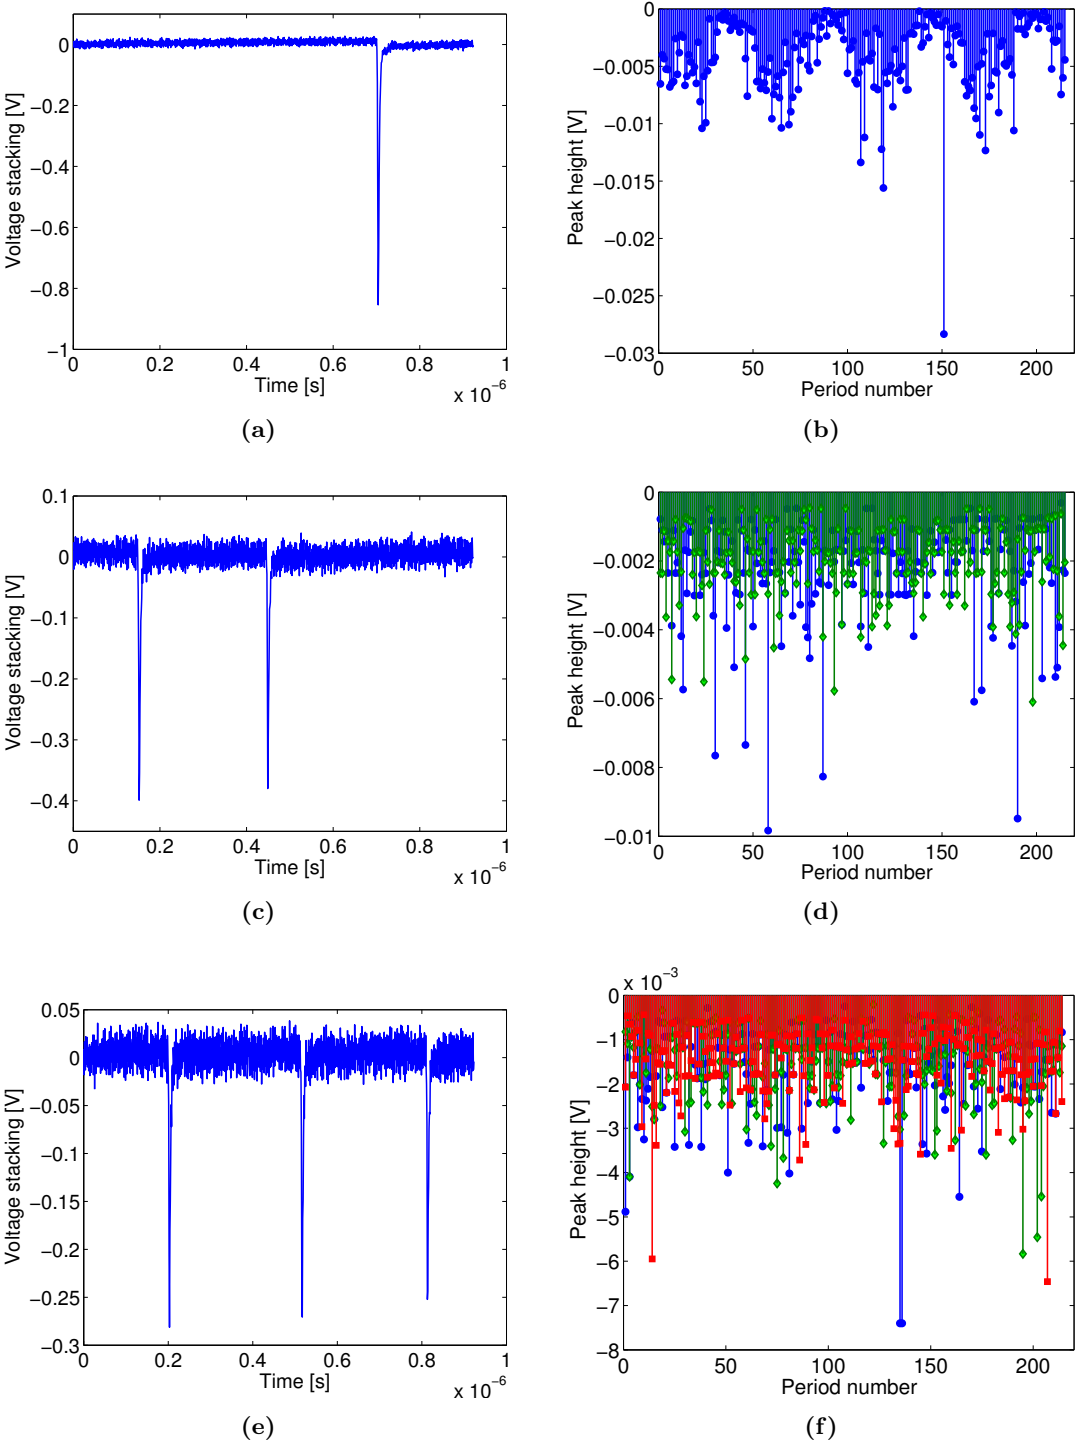 0
−0.2
−0.4
−0.6
−0.8
−1
Voltage stacking [V]
0 0.2 0.4 0.6 0.8 1
Time [s]
x 10⁻⁶
(a)
0
−0.005
−0.01
−0.015
−0.02
−0.025
−0.03
Peak height [V]
0 50 100 150 200
Period number
(b)
0.1
0
−0.1
−0.2
−0.3
−0.4
Voltage stacking [V]
0 0.2 0.4 0.6 0.8 1
Time [s]
x 10⁻⁶
(c)
0
−0.002
−0.004
−0.006
−0.008
−0.01
Peak height [V]
0 50 100 150 200
Period number
(d)
0.05
0
−0.05
−0.1
−0.15
−0.2
−0.25
−0.3
Voltage stacking [V]
0 0.2 0.4 0.6 0.8 1
Time [s]
x 10⁻⁶
(e)
x 10⁻³
0
−1
−2
−3
−4
−5
−6
−7
−8
Peak height [V]
0 50 100 150 200
Period number
(f)